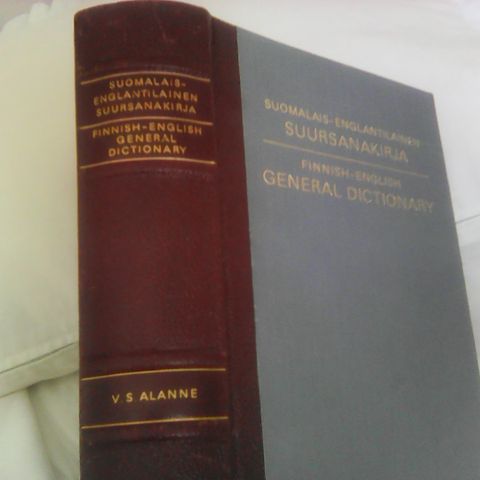 SUOMALAIS-
ENGLANTILAINEN
SUURSANAKIRJA
FINNISH-ENGLISH
GENERAL
DICTIONARY
V S ALANNE
SUOMALAIS-ENGLANTILAINEN
SUURSANAKIRJA
FINNISH-ENGLISH
GENERAL DICTIONARY